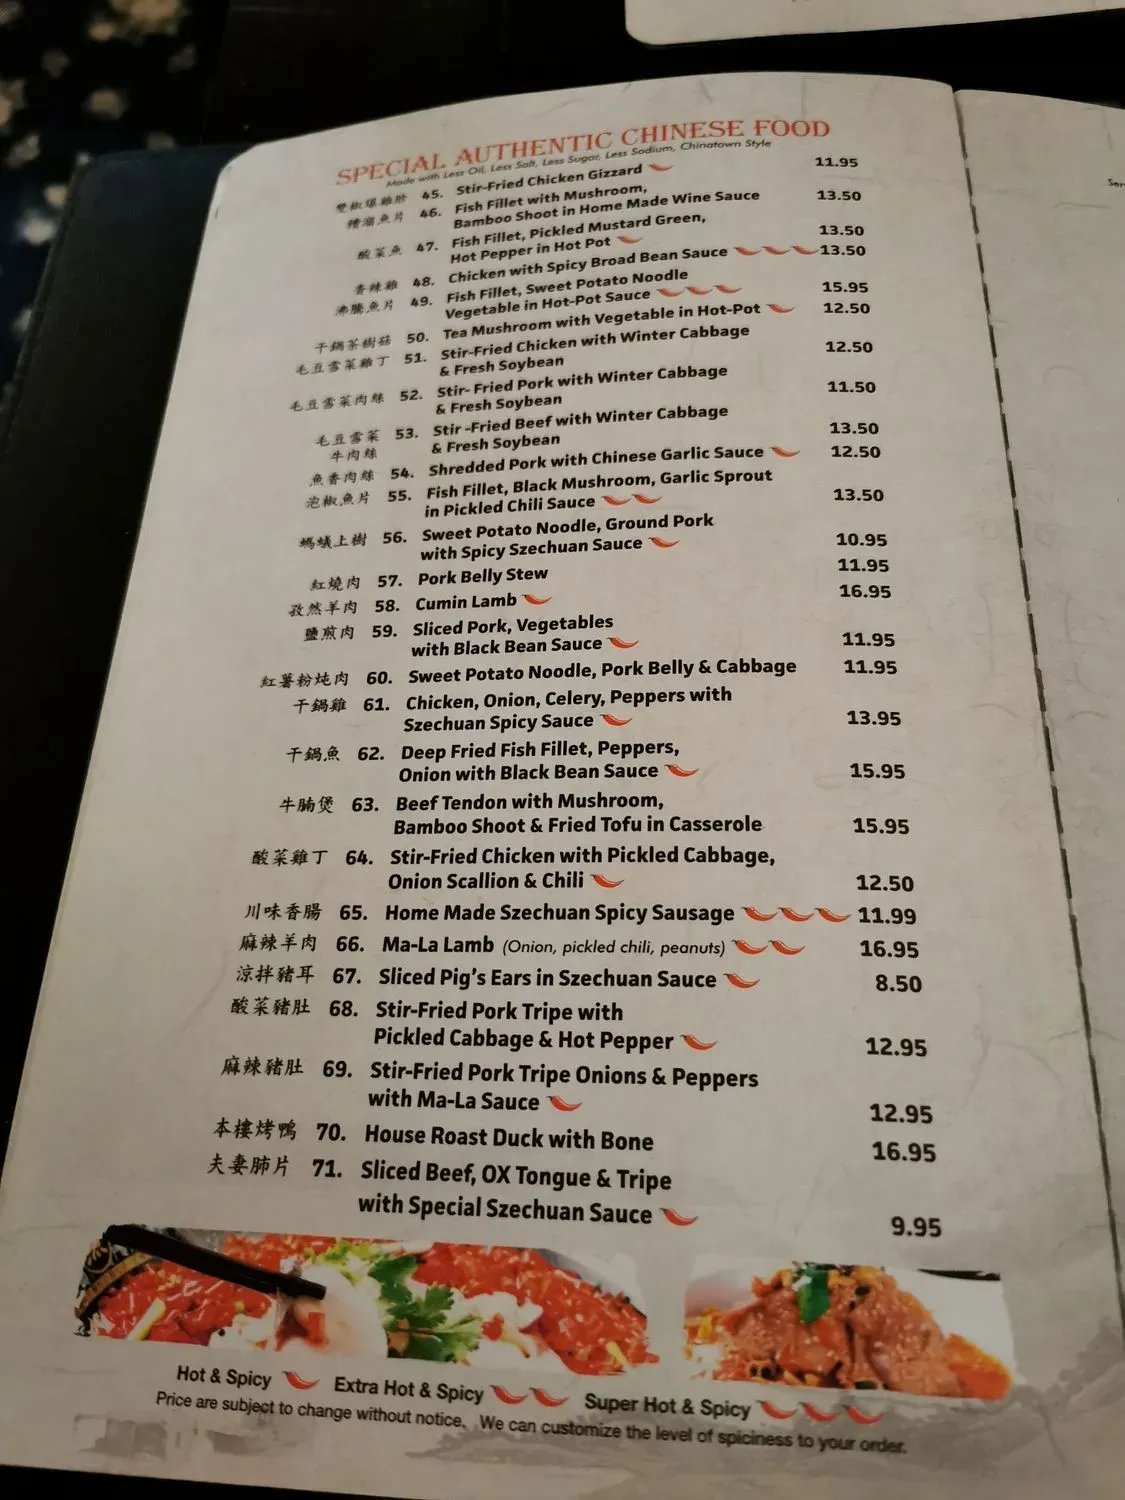 SPECIAL AUTHENTIC CHINESE FOOD
Made with Less Oil, Less Salt, Less Sugar, Less Sodium, Chinatown Style
雙椒爆雞胗 45. Stir-Fried Chicken Gizzard 11.95
糟溜魚片 46. Fish Fillet with Mushroom,
Bamboo Shoot in Home Made Wine Sauce 13.50
酸菜魚 47. Fish Fillet, Pickled Mustard Green,
Hot Pepper in Hot Pot 13.50
香辣雞 48. Chicken with Spicy Broad Bean Sauce 13.50
沸騰魚片 49. Fish Fillet, Sweet Potato Noodle
Vegetable in Hot-Pot Sauce 15.95
干鍋茶樹菇 50. Tea Mushroom with Vegetable in Hot-Pot 12.50
毛豆雪菜雞丁 51. Stir-Fried Chicken with Winter Cabbage
& Fresh Soybean 12.50
毛豆雪菜肉絲 52. Stir- Fried Pork with Winter Cabbage
& Fresh Soybean 11.50
毛豆雪菜 53. Stir -Fried Beef with Winter Cabbage
牛肉絲 & Fresh Soybean 13.50
魚香肉絲 54. Shredded Pork with Chinese Garlic Sauce 12.50
泡椒魚片 55. Fish Fillet, Black Mushroom, Garlic Sprout
in Pickled Chili Sauce 13.50
螞蟻上樹 56. Sweet Potato Noodle, Ground Pork
with Spicy Szechuan Sauce 10.95
紅燒肉 57. Pork Belly Stew 11.95
孜然羊肉 58. Cumin Lamb 16.95
鹽煎肉 59. Sliced Pork, Vegetables
with Black Bean Sauce 11.95
紅薯粉炖肉 60. Sweet Potato Noodle, Pork Belly & Cabbage 11.95
干鍋雞 61. Chicken, Onion, Celery, Peppers with
Szechuan Spicy Sauce 13.95
干鍋魚 62. Deep Fried Fish Fillet, Peppers,
Onion with Black Bean Sauce 15.95
牛腩煲 63. Beef Tendon with Mushroom,
Bamboo Shoot & Fried Tofu in Casserole 15.95
酸菜雞丁 64. Stir-Fried Chicken with Pickled Cabbage,
Onion Scallion & Chili 12.50
川味香腸 65. Home Made Szechuan Spicy Sausage 11.99
麻辣羊肉 66. Ma-La Lamb (Onion, pickled chili, peanuts) 16.95
涼拌豬耳 67. Sliced Pig's Ears in Szechuan Sauce 8.50
酸菜豬肚 68. Stir-Fried Pork Tripe with
Pickled Cabbage & Hot Pepper 12.95
麻辣豬肚 69. Stir-Fried Pork Tripe Onions & Peppers
with Ma-La Sauce 12.95
本樓烤鴨 70. House Roast Duck with Bone 16.95
夫妻肺片 71. Sliced Beef, OX Tongue & Tripe
with Special Szechuan Sauce 9.95
Hot & Spicy Extra Hot & Spicy Super Hot & Spicy
Price are subject to change without notice、 We can customize the level of spiciness to your order.